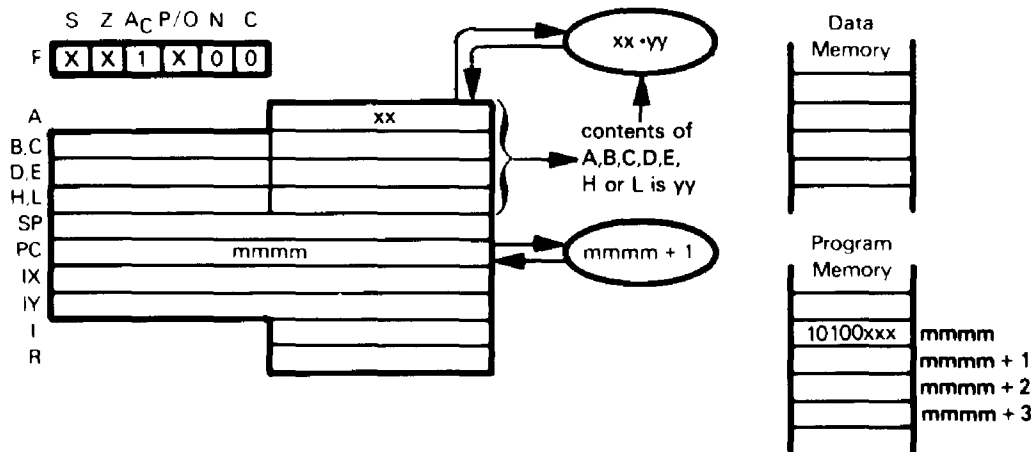 S Z AC P/O N C
F X X 1 X 0 0
A xx
B,C
D,E
H,L
SP
PC mmmm
IX
IY
I
R
xx · yy
contents of
A,B,C,D,E,
H or L is yy
mmmm + 1
Data
Memory
Program
Memory
10100xxx mmmm
mmmm + 1
mmmm + 2
mmmm + 3